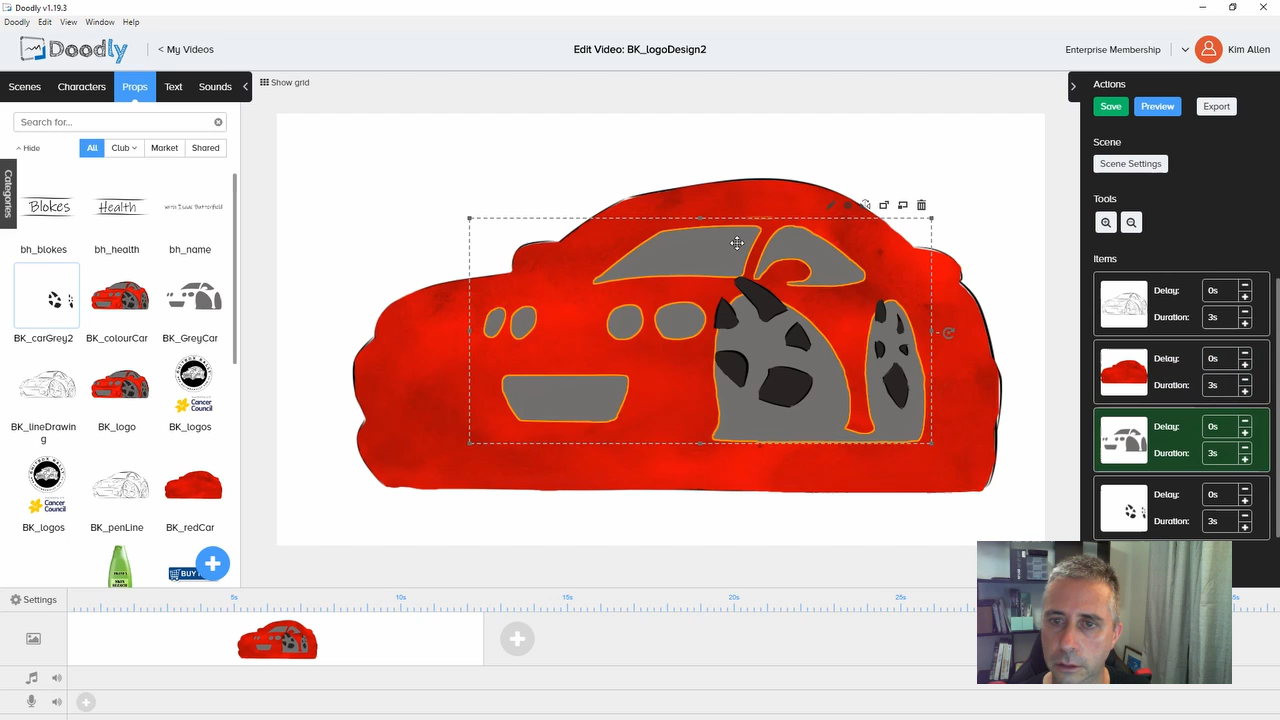 Doodly v1.19.3
Doodly Edit View Window Help
Doodly < My Videos Edit Video: BK_logoDesign2 Enterprise Membership Kim Allen
Scenes Characters Props Text Sounds
Show grid
Search for...
Hide All Club Market Shared
Categories
Blokes Health
bh_blokes bh_health bh_name
BK_carGrey2 BK_colourCar BK_GreyCar
Cancer
Council
BK_lineDrawin
g
BK_logo BK_logos
Cancer
Council
BK_logos BK_penLine BK_redCar
Actions
Save Preview Export
Scene
Scene Settings
Tools
Items
Delay: 0s
Duration: 3s
Delay: 0s
Duration: 3s
Delay: 0s
Duration: 3s
Delay: 0s
Duration: 3s
Settings 5s 10s 15s 20s 25s 5s